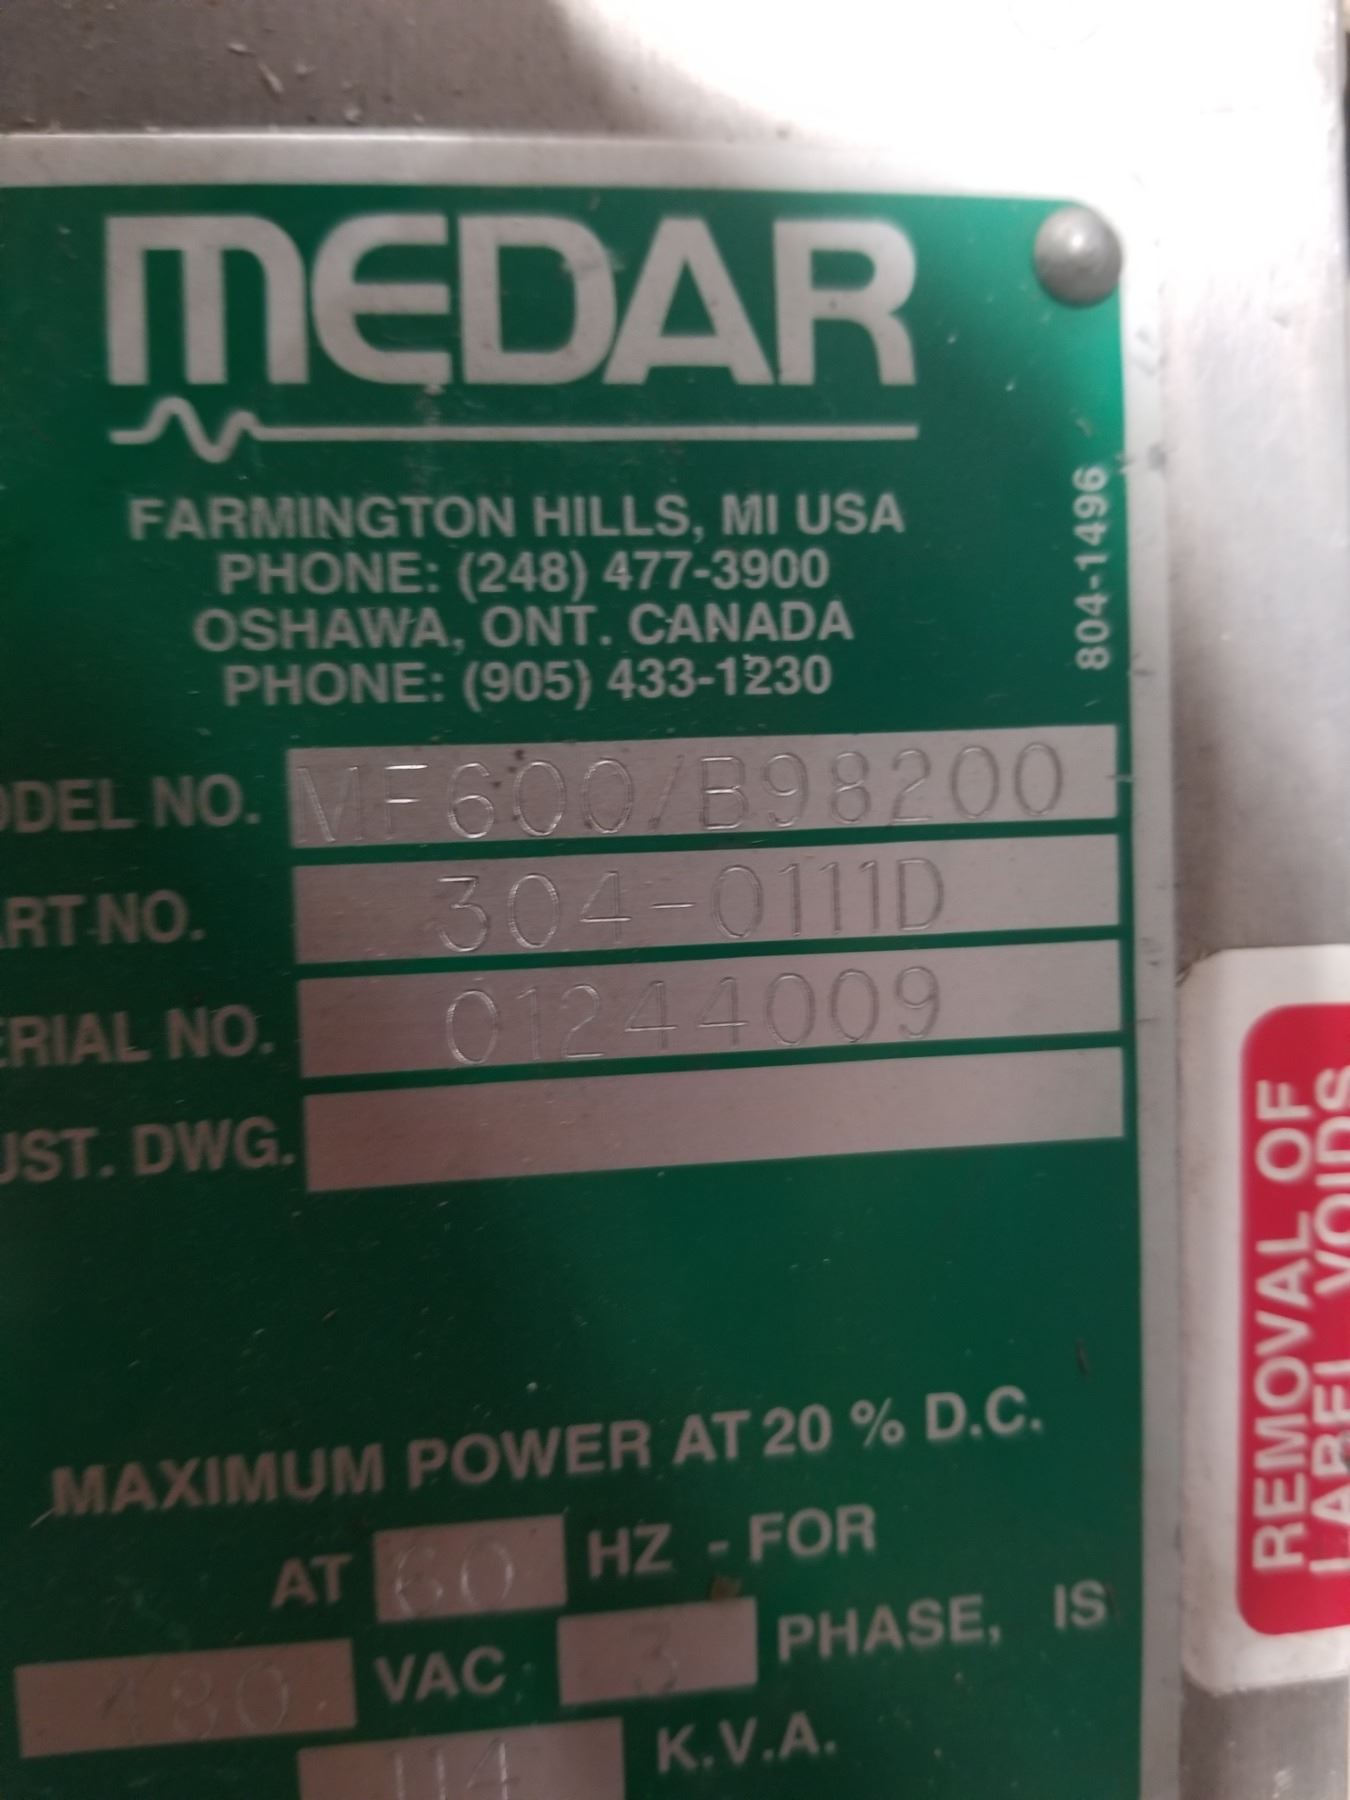 MEDAR
FARMINGTON HILLS, MI USA
PHONE: (248) 477-3900
OSHAWA, ONT. CANADA
PHONE: (905) 433-1230
804-1496
ODEL NO. MF600/B98200
ART NO. 304-0111D
ERIAL NO. 01244009
UST. DWG.
MAXIMUM POWER AT 20 % D.C.
AT 60 HZ - FOR
480 VAC 3 PHASE, IS
114 K.V.A.
REMOVAL OF
LABEL VOIDS